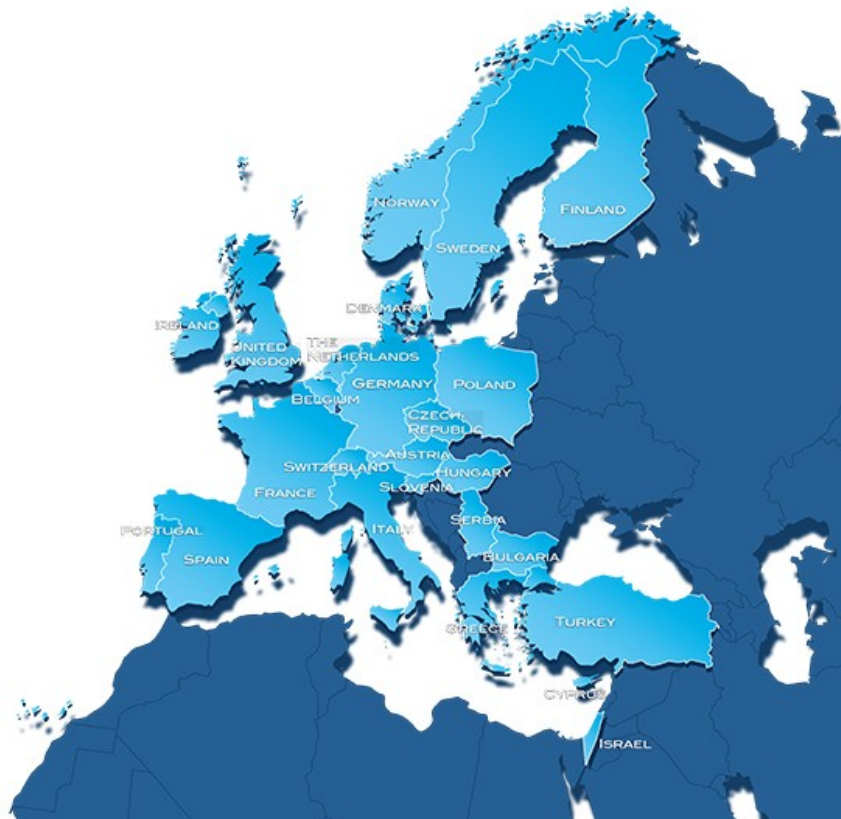 NORWAY
FINLAND
SWEDEN
DENMARK
IRELAND
UNITED
KINGDOM
THE
NETHERLANDS
GERMANY
POLAND
BELGIUM
CZECH
REPUBLIC
AUSTRIA
SWITZERLAND
HUNGARY
SLOVENIA
FRANCE
SERBIA
ITALY
PORTUGAL
BULGARIA
SPAIN
TURKEY
GREECE
CYPRUS
ISRAEL